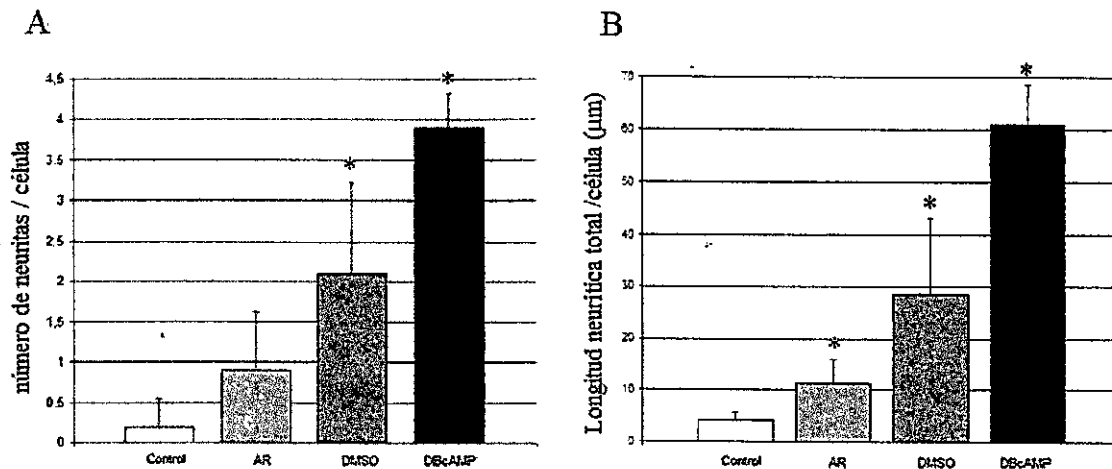 A
número de neuritas / célula
4,5
4
3,5
3
2,5
2
1,5
1
0,5
0
*
*
Control
AR
DMSO
DBcAMP
B
Longitud neurítica total /célula (µm)
70
60
50
40
30
20
10
0
*
*
*
Control
AR
DMSO
DBcAMP